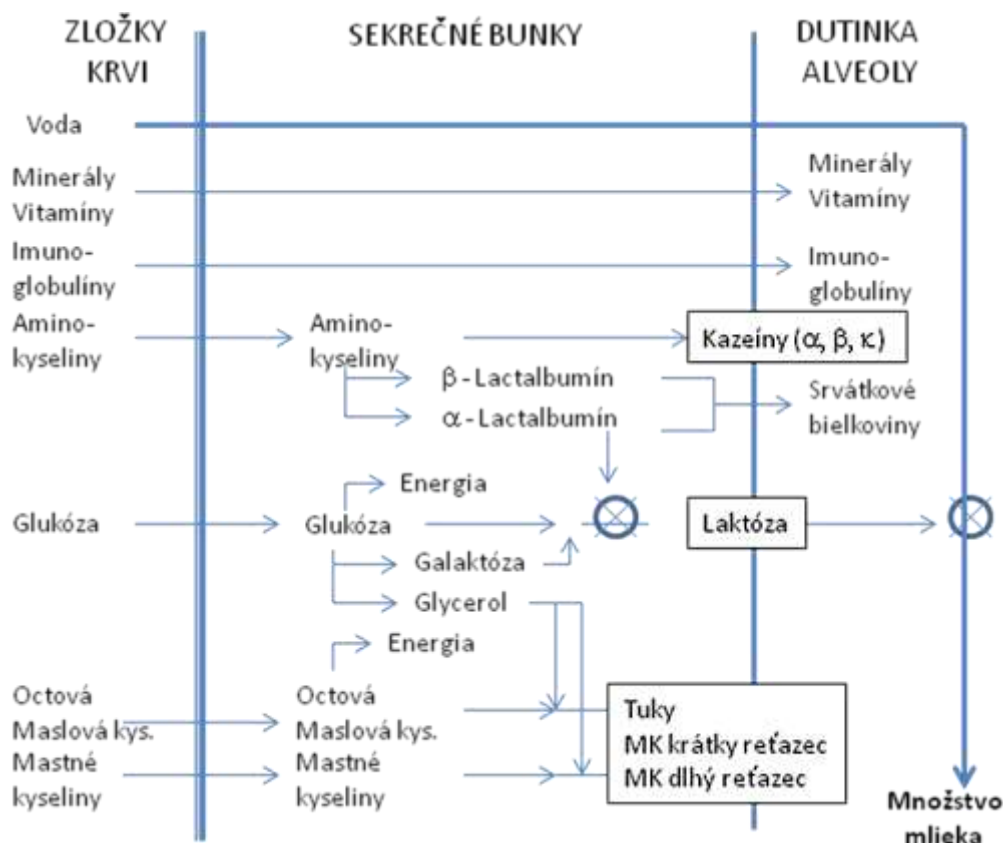 ZLOŽKY
KRVI
SEKREČNÉ BUNKY
DUTINKA
ALVEOLY
Voda
Minerály
Vitamíny
Minerály
Vitamíny
Imuno-
globulíny
Imuno-
globulíny
Amino-
kyseliny
Amino-
kyseliny
Kazeíny (α, β, κ)
β - Lactalbumín
α - Lactalbumín
Srvátkové
bielkoviny
Energia
Glukóza
Glukóza
Laktóza
Galaktóza
Glycerol
Energia
Octová
Maslová kys.
Mastné
kyseliny
Octová
Maslová kys.
Mastné
kyseliny
Tuky
MK krátky reťazec
MK dlhý reťazec
Množstvo
mlieka